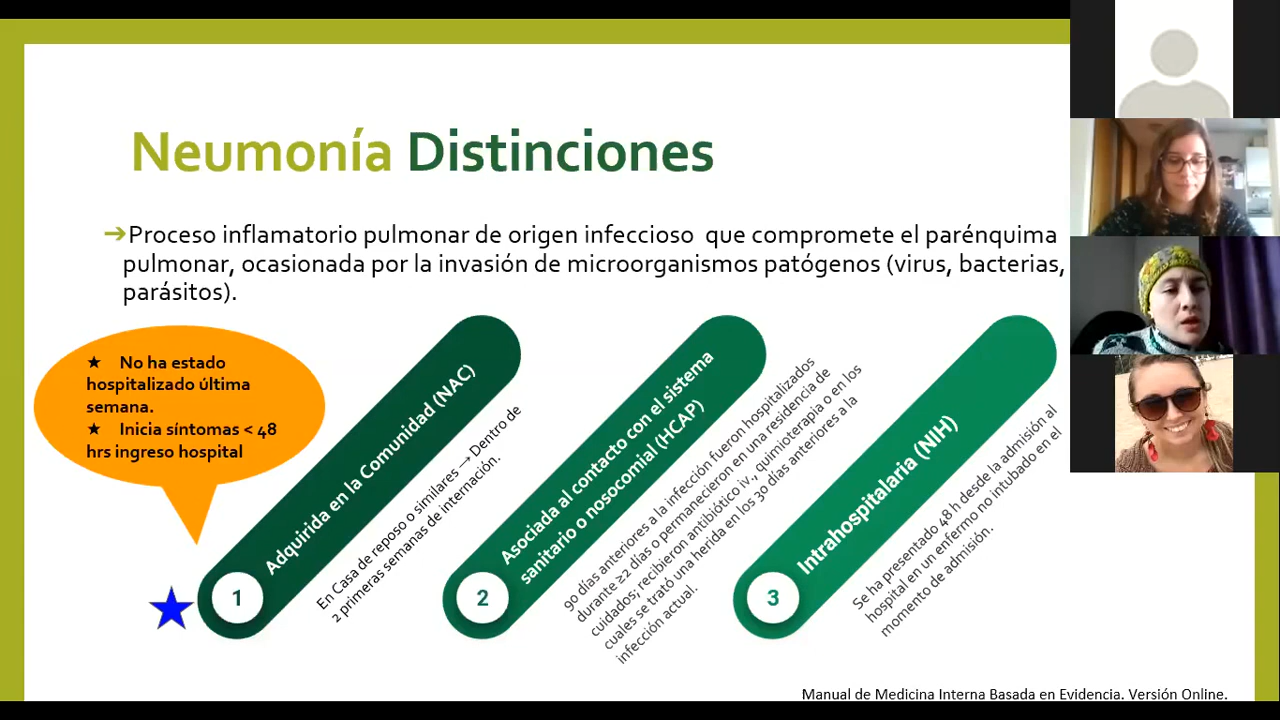 Neumonía Distinciones
➔Proceso inflamatorio pulmonar de origen infeccioso que compromete el parénquima
pulmonar, ocasionada por la invasión de microorganismos patógenos (virus, bacterias,
parásitos).
★ No ha estado
hospitalizado última
semana.
★ Inicia síntomas < 48
hrs ingreso hospital
1
Adquirida en la Comunidad (NAC)
En Casa de reposo o similares → Dentro de
2 primeras semanas de internación.
2
Asociada al contacto con el sistema
sanitario o nosocomial (HCAP)
90 días anteriores a la infección fueron hospitalizados
durante ≥2 días o permanecieron en una residencia de
cuidados; recibieron antibiótico iv., quimioterapia o en los
cuales se trató una herida en los 30 días anteriores a la
infección actual.
3
Intrahospitalaria (NIH)
Se ha presentado 48 h desde la admisión al
hospital en un enfermo no intubado en el
momento de admisión.
Manual de Medicina Interna Basada en Evidencia. Versión Online.